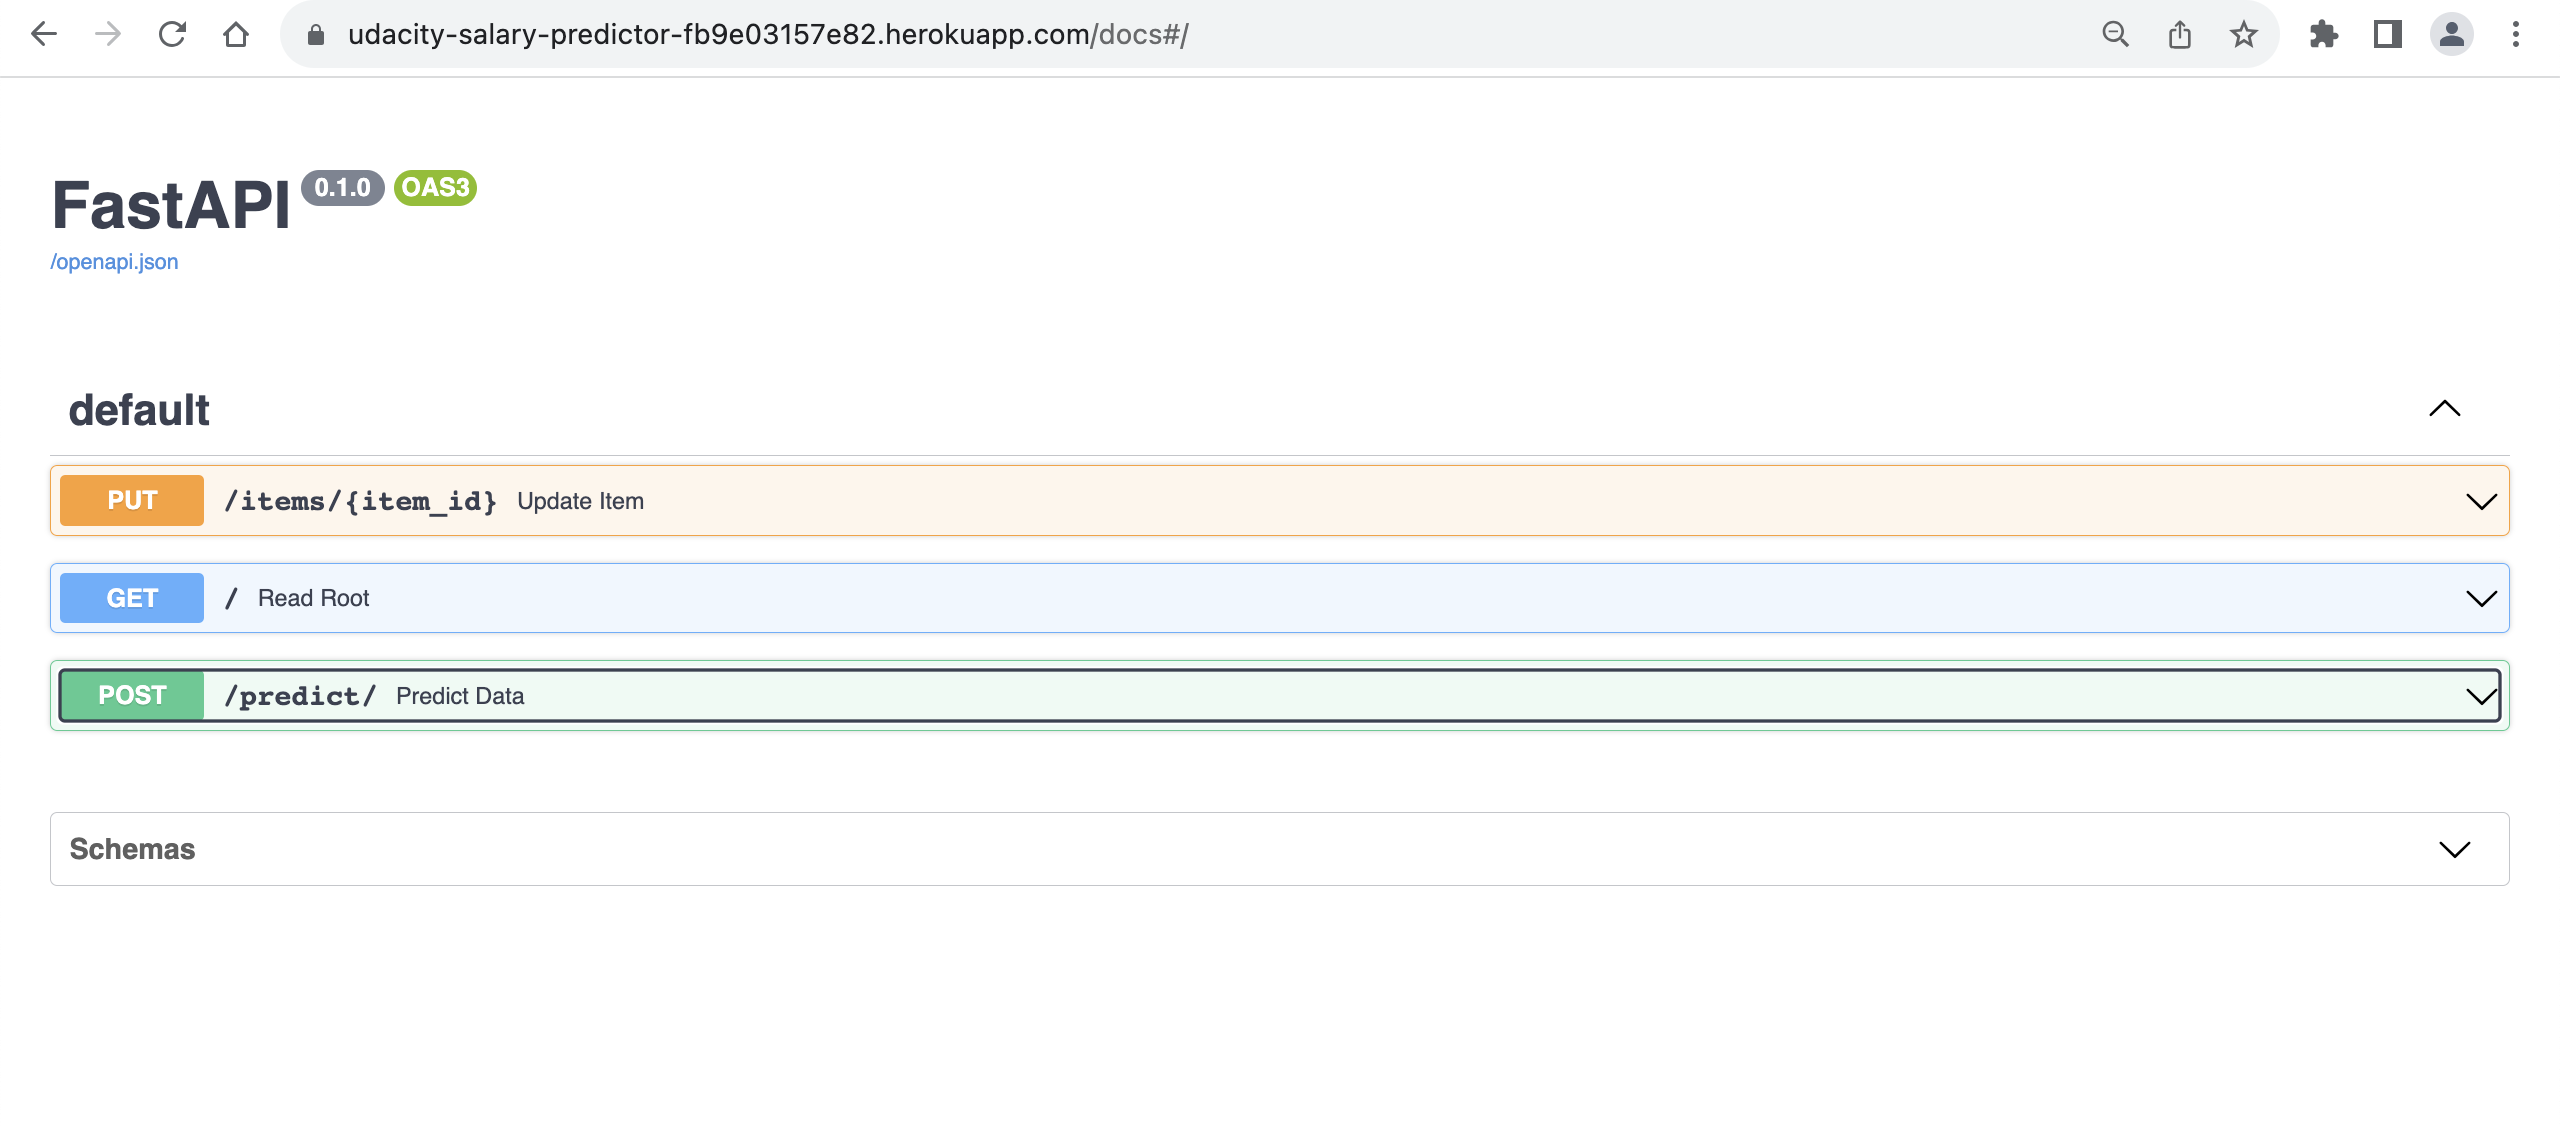 udacity-salary-predictor-fb9e03157e82.herokuapp.com/docs#/
FastAPI 0.1.0 OAS3
/openapi.json
default
PUT /items/{item_id} Update Item
GET / Read Root
POST /predict/ Predict Data
Schemas